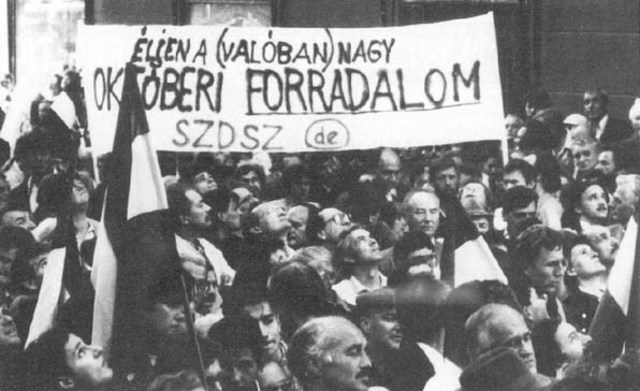 ÉLJEN A (VALÓBAN) NAGY
OKTÓBERI FORRADALOM
SZDSZ de